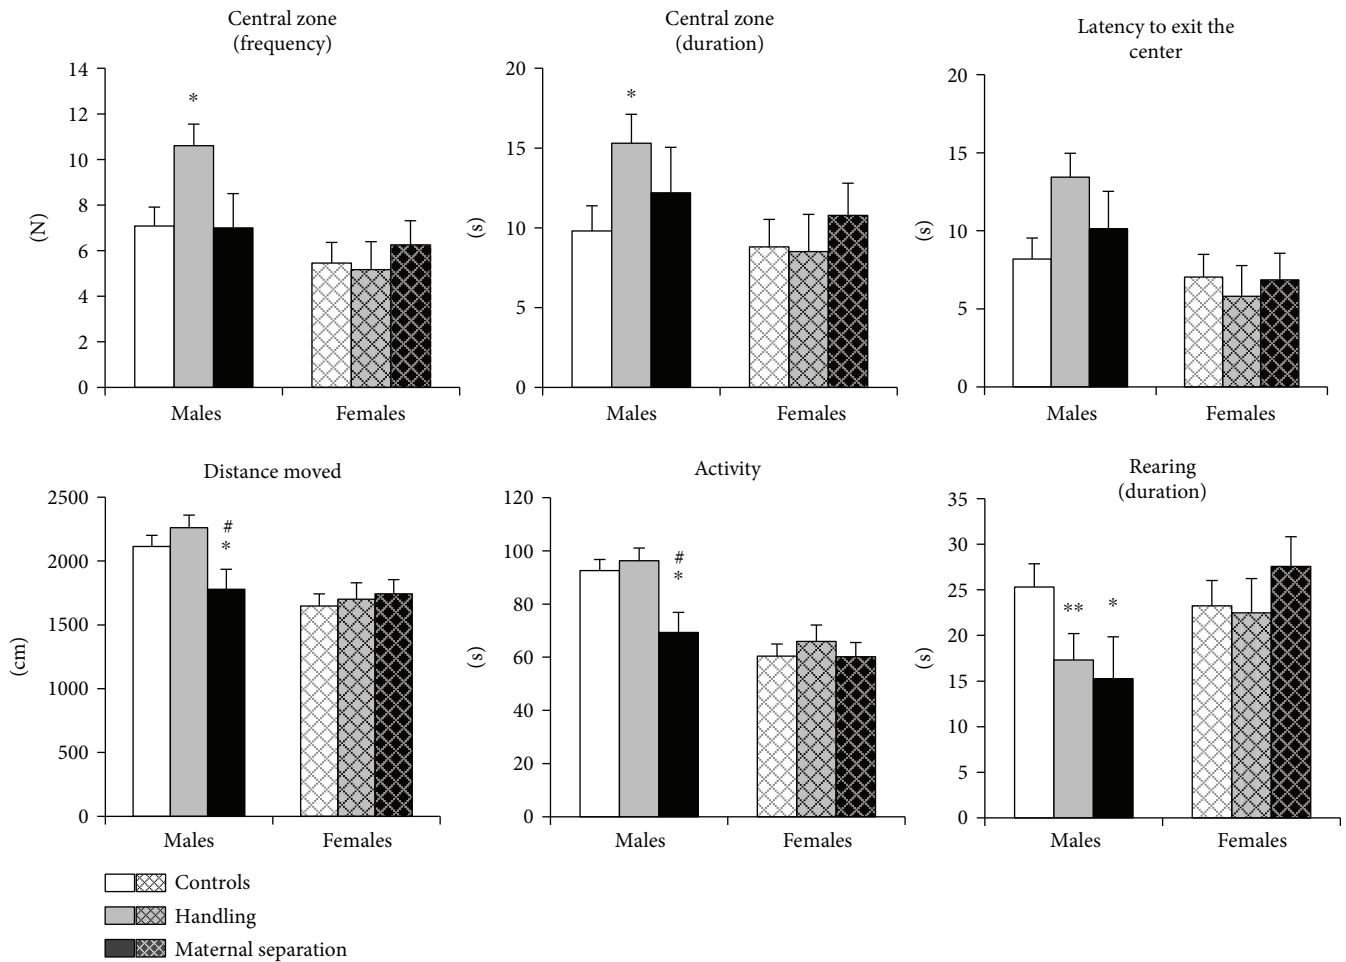 Central zone
(frequency)
14
12
10
8
6
4
2
0
(N)
*
Males
Females
Central zone
(duration)
20
15
10
5
0
(s)
*
Males
Females
Latency to exit the
center
20
15
10
5
0
(s)
Males
Females
Distance moved
2500
2000
1500
1000
500
0
(cm)
#
*
Males
Females
Activity
120
100
80
60
40
20
0
(s)
#
*
Males
Females
Rearing
(duration)
35
30
25
20
15
10
5
0
(s)
**
*
Males
Females
Controls
Handling
Maternal separation